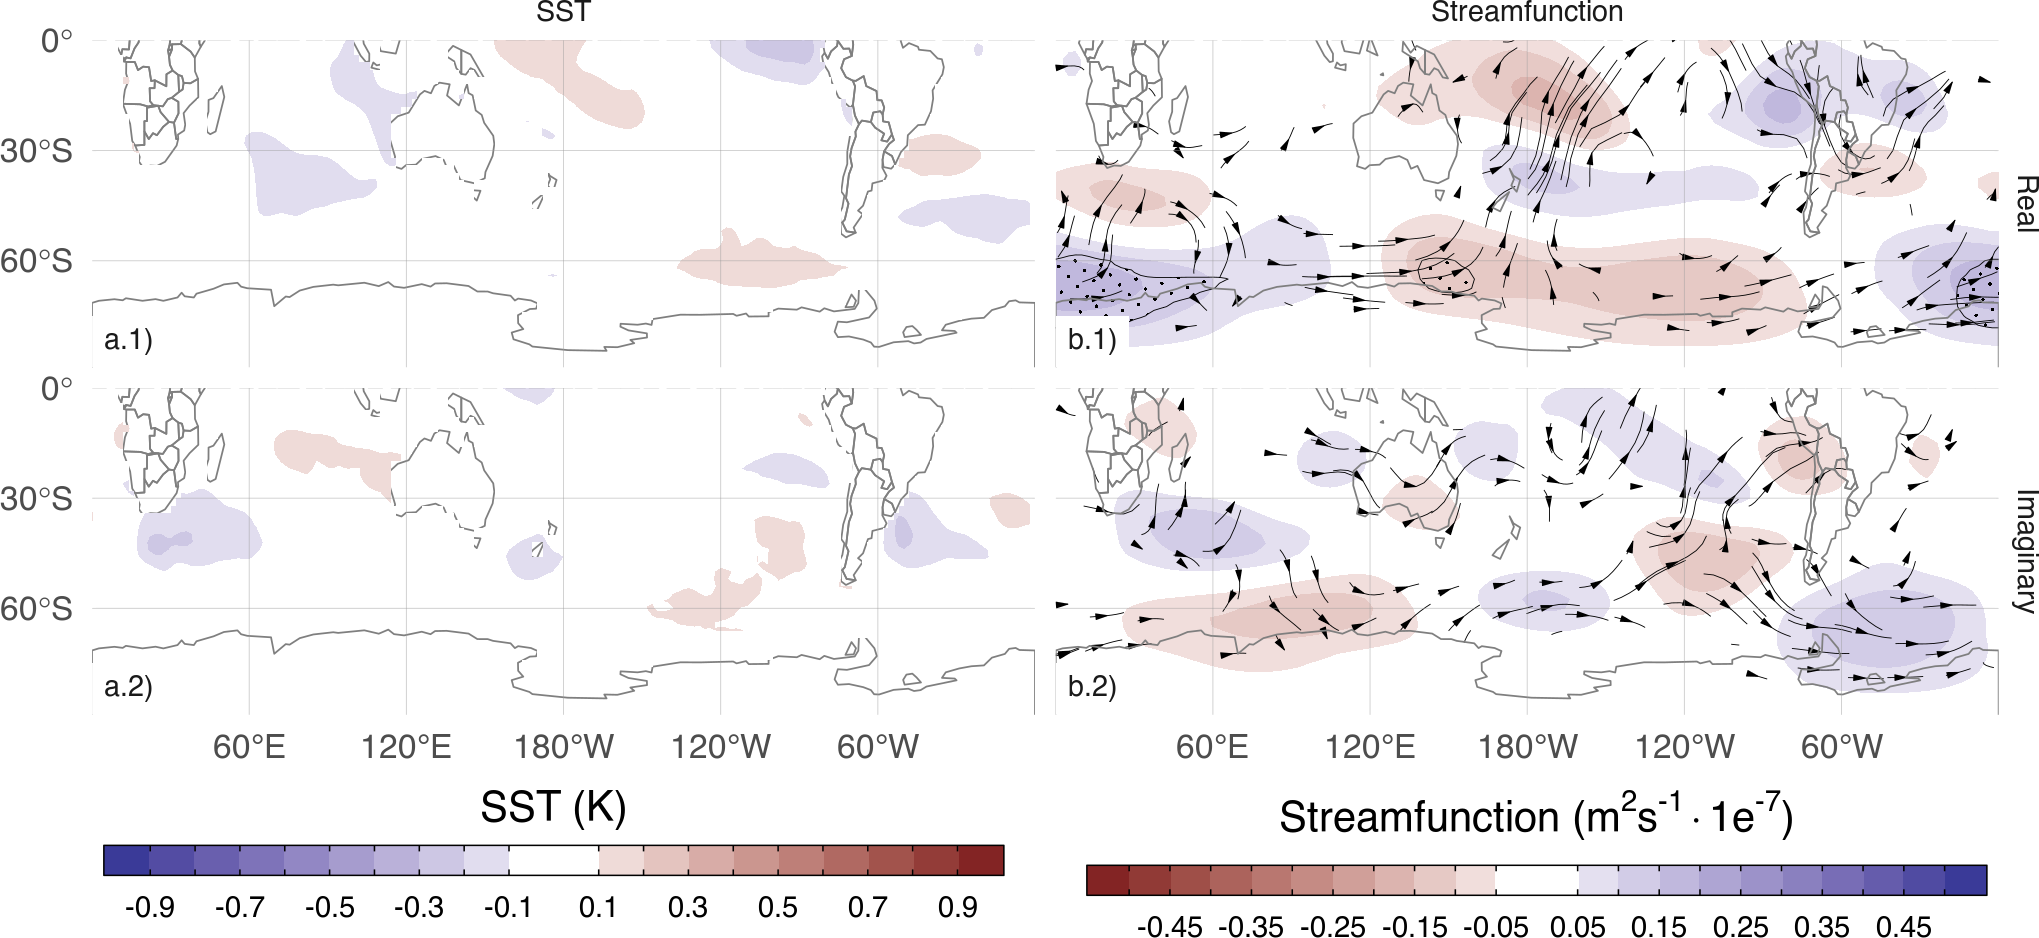 SST
Streamfunction
0°
30°S
60°S
a.1)
b.1)
Real
0°
30°S
60°S
a.2)
b.2)
Imaginary
60°E 120°E 180°W 120°W 60°W
60°E 120°E 180°W 120°W 60°W
SST (K)
-0.9 -0.7 -0.5 -0.3 -0.1 0.1 0.3 0.5 0.7 0.9
Streamfunction (m²s⁻¹ · 1e⁻⁷)
-0.45 -0.35 -0.25 -0.15 -0.05 0.05 0.15 0.25 0.35 0.45